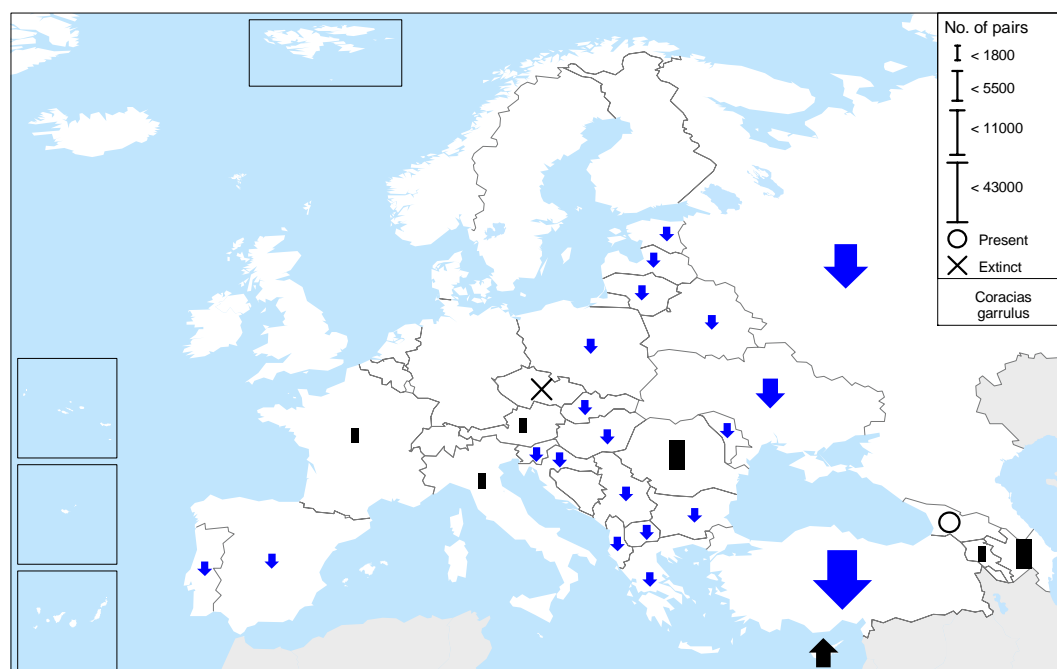 No. of pairs
< 1800
< 5500
< 11000
< 43000
Present
Extinct
Coracias
garrulus